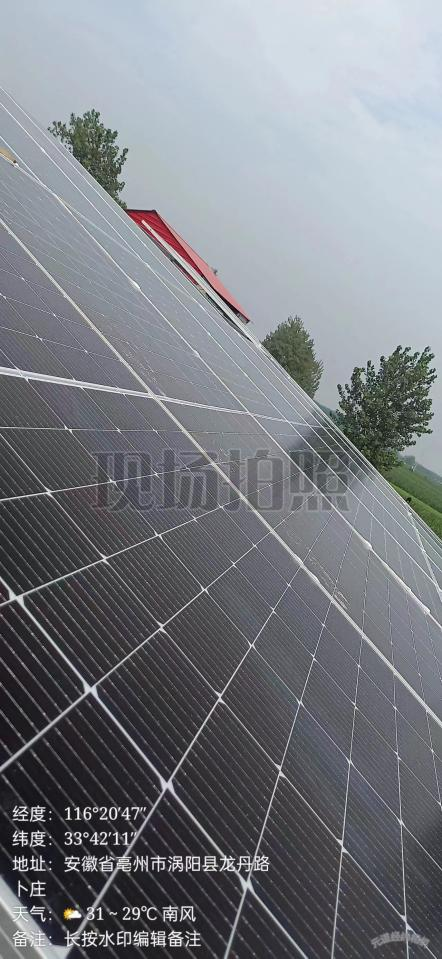 现场拍照
经度：116°20′47″
纬度：33°42′11″
地址：安徽省亳州市涡阳县龙丹路
卜庄
天气：31 ~ 29℃ 南风
备注：长按水印编辑备注